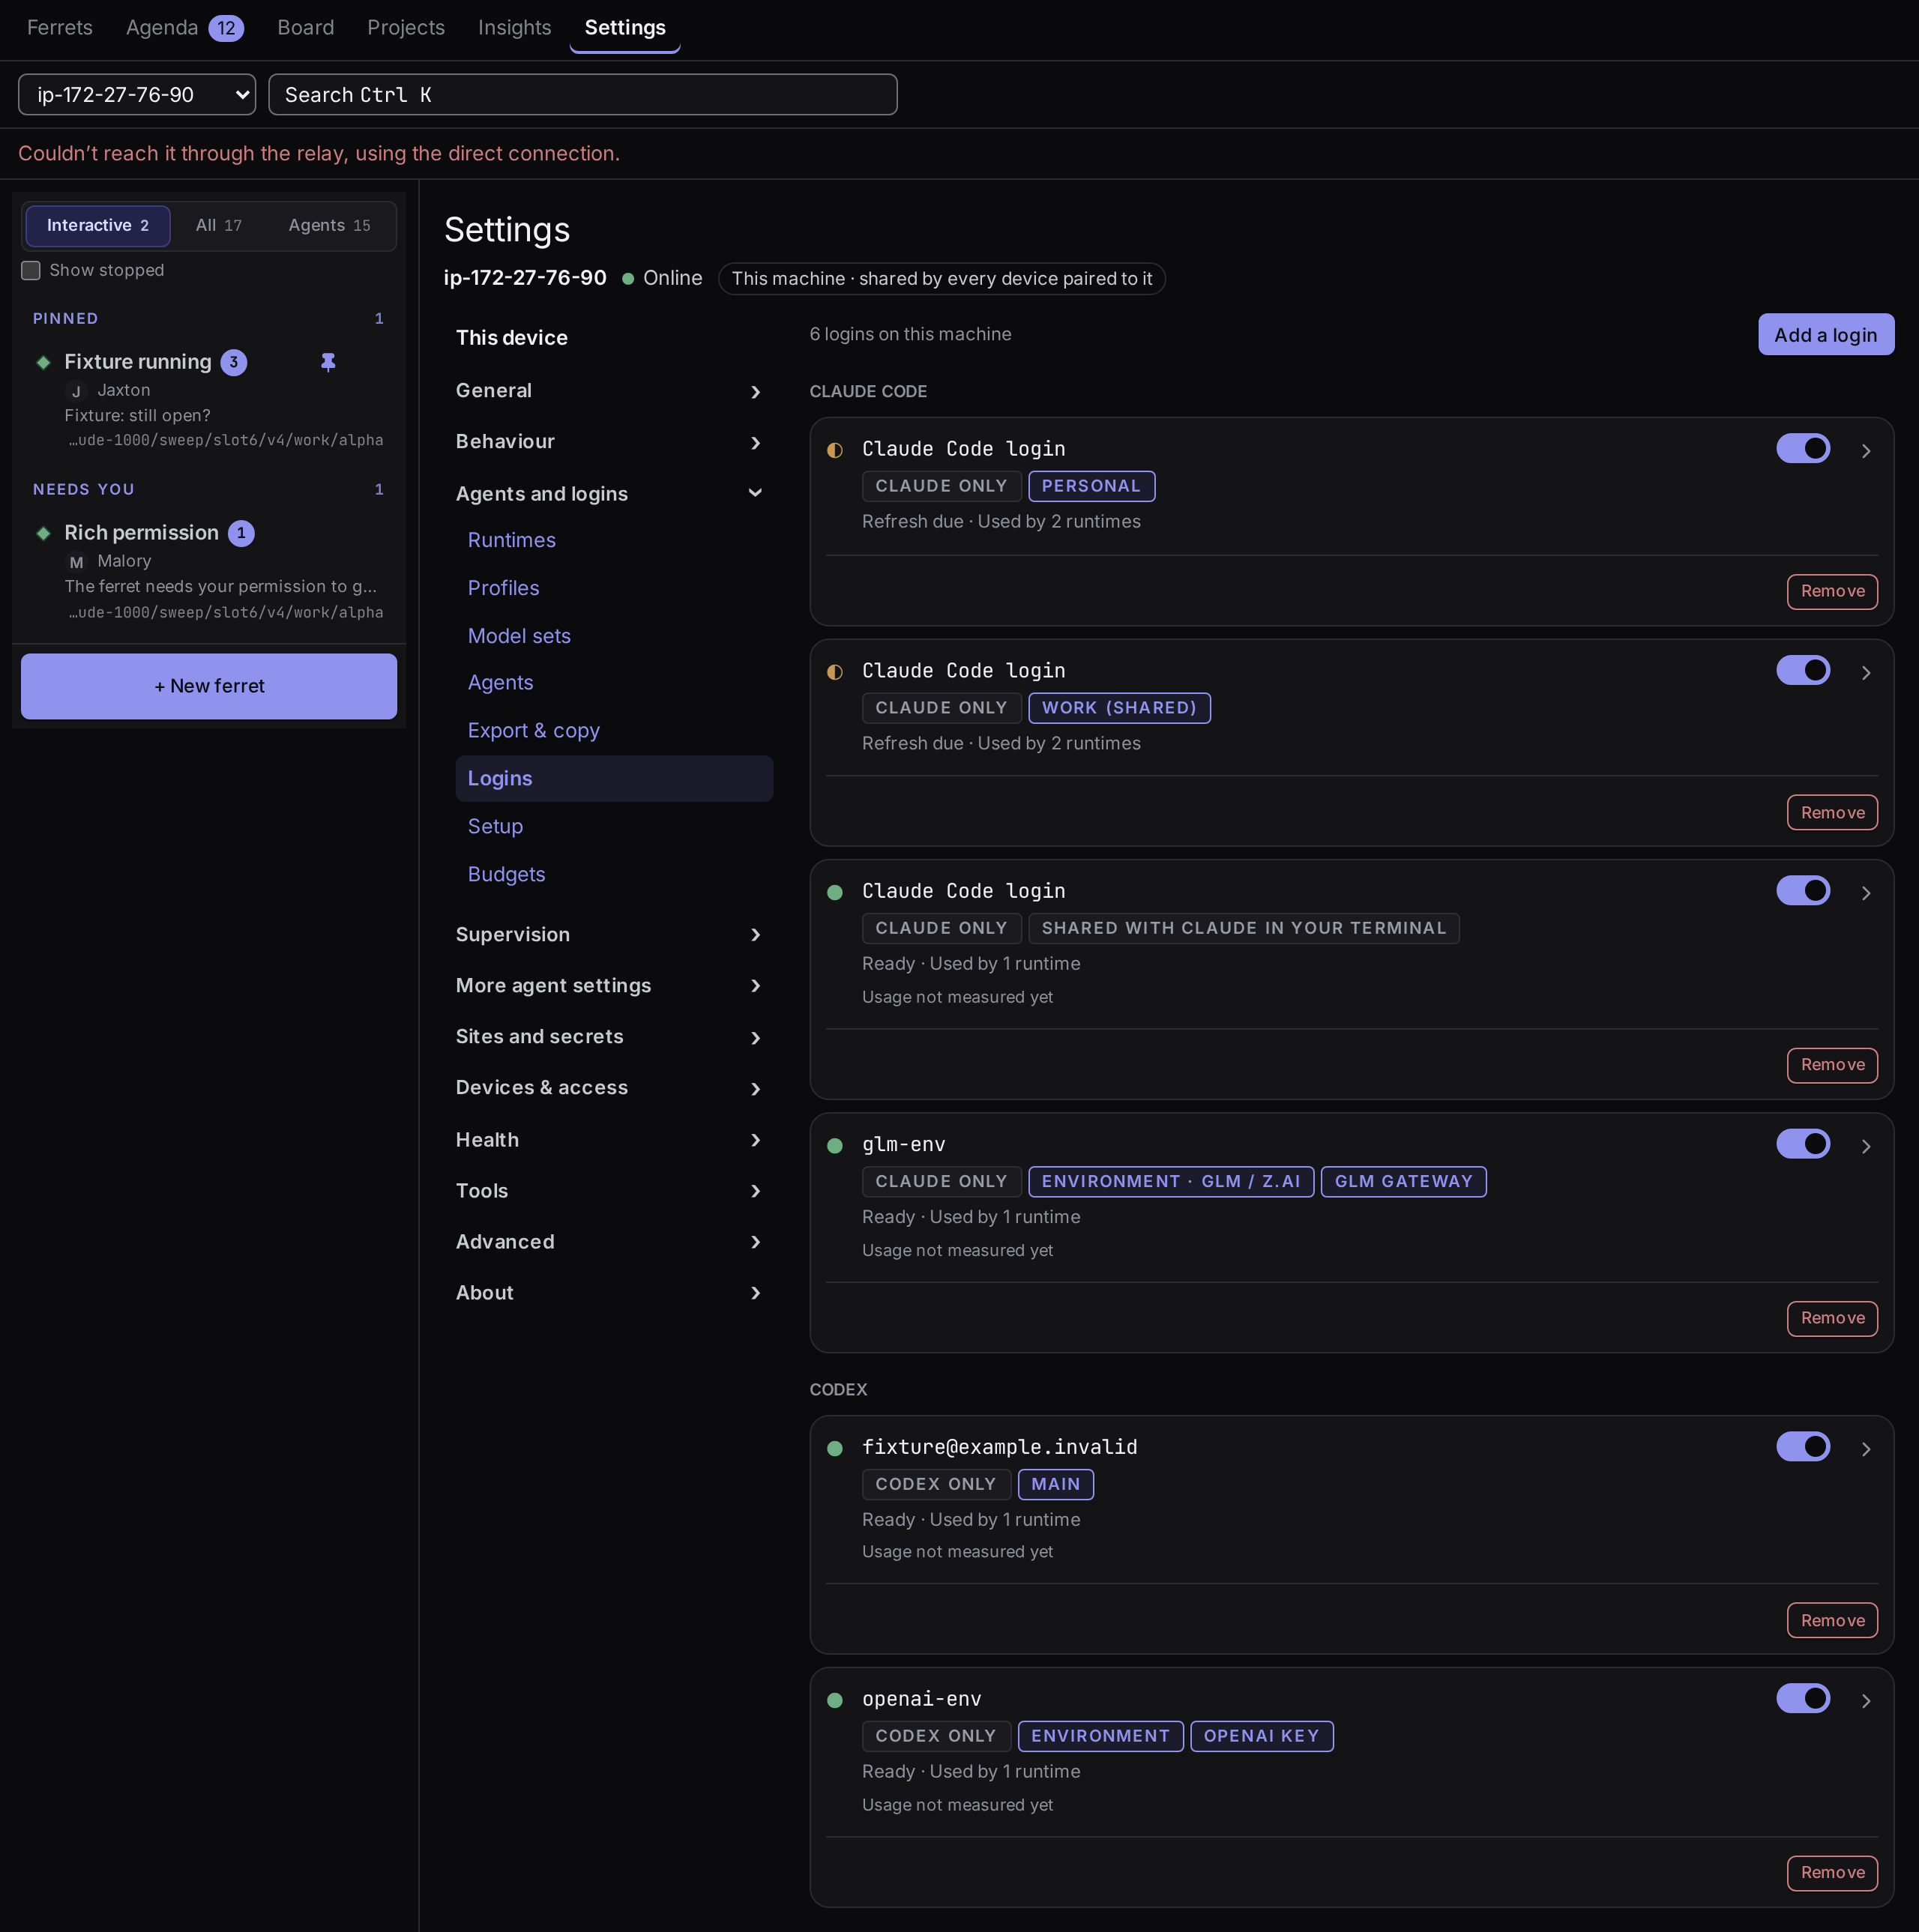 Ferrets Agenda 12 Board Projects Insights Settings
ip-172-27-76-90 Search Ctrl K
Couldn’t reach it through the relay, using the direct connection.
Interactive 2 All 17 Agents 15
Show stopped
PINNED 1
Fixture running 3
J Jaxton
Fixture: still open?
…ude-1000/sweep/slot6/v4/work/alpha
NEEDS YOU 1
Rich permission 1
M Malory
The ferret needs your permission to g…
…ude-1000/sweep/slot6/v4/work/alpha
+ New ferret
Settings
ip-172-27-76-90 Online This machine · shared by every device paired to it
This device
General
Behaviour
Agents and logins
Runtimes
Profiles
Model sets
Agents
Export & copy
Logins
Setup
Budgets
Supervision
More agent settings
Sites and secrets
Devices & access
Health
Tools
Advanced
About
6 logins on this machine Add a login
CLAUDE CODE
Claude Code login
CLAUDE ONLY PERSONAL
Refresh due · Used by 2 runtimes
Remove
Claude Code login
CLAUDE ONLY WORK (SHARED)
Refresh due · Used by 2 runtimes
Remove
Claude Code login
CLAUDE ONLY SHARED WITH CLAUDE IN YOUR TERMINAL
Ready · Used by 1 runtime
Usage not measured yet
Remove
glm-env
CLAUDE ONLY ENVIRONMENT · GLM / Z.AI GLM GATEWAY
Ready · Used by 1 runtime
Usage not measured yet
Remove
CODEX
fixture@example.invalid
CODEX ONLY MAIN
Ready · Used by 1 runtime
Usage not measured yet
Remove
openai-env
CODEX ONLY ENVIRONMENT OPENAI KEY
Ready · Used by 1 runtime
Usage not measured yet
Remove